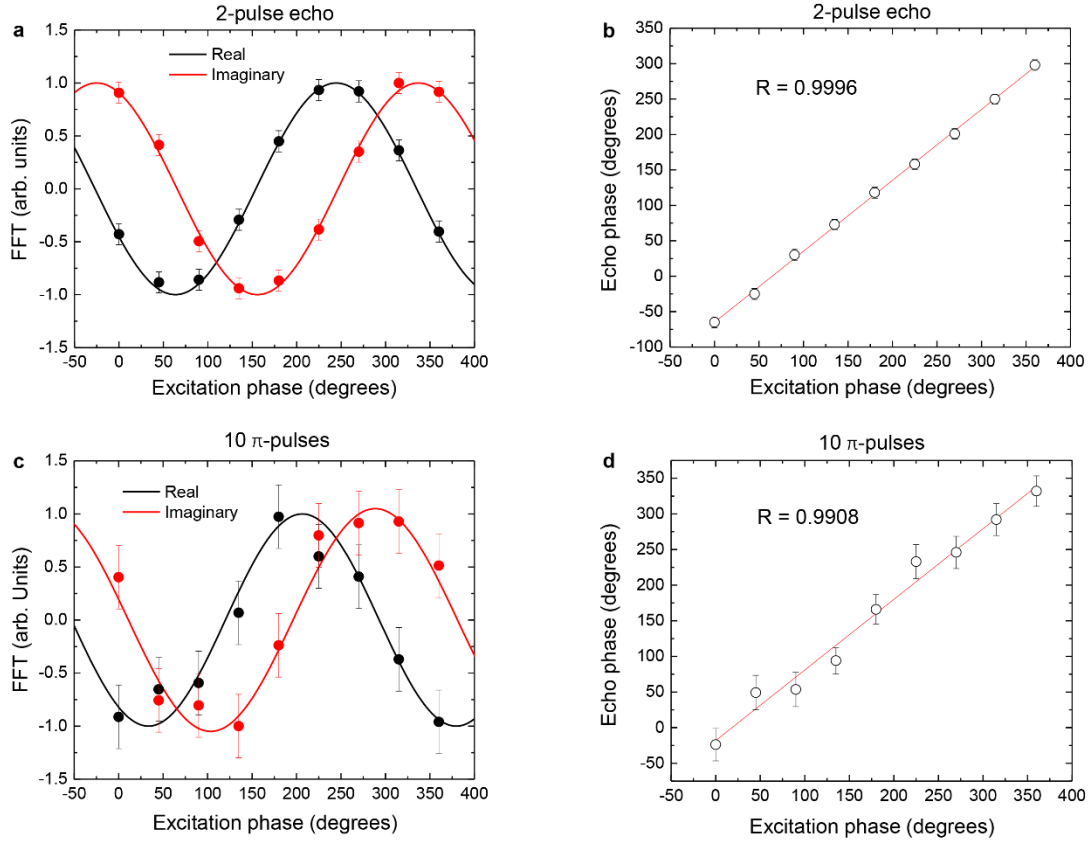 2-pulse echo
a
Real
Imaginary
1.5
1.0
0.5
0.0
-0.5
-1.0
-1.5
FFT (arb. units)
-50 0 50 100 150 200 250 300 350 400
Excitation phase (degrees)
2-pulse echo
b
R = 0.9996
350
300
250
200
150
100
50
0
-50
-100
Echo phase (degrees)
-50 0 50 100 150 200 250 300 350 400
Excitation phase (degrees)
10 π-pulses
c
Real
Imaginary
1.5
1.0
0.5
0.0
-0.5
-1.0
-1.5
FFT (arb. Units)
-50 0 50 100 150 200 250 300 350 400
Excitation phase (degrees)
10 π-pulses
d
R = 0.9908
350
300
250
200
150
100
50
0
-50
Echo phase (degrees)
-50 0 50 100 150 200 250 300 350 400
Excitation phase (degrees)